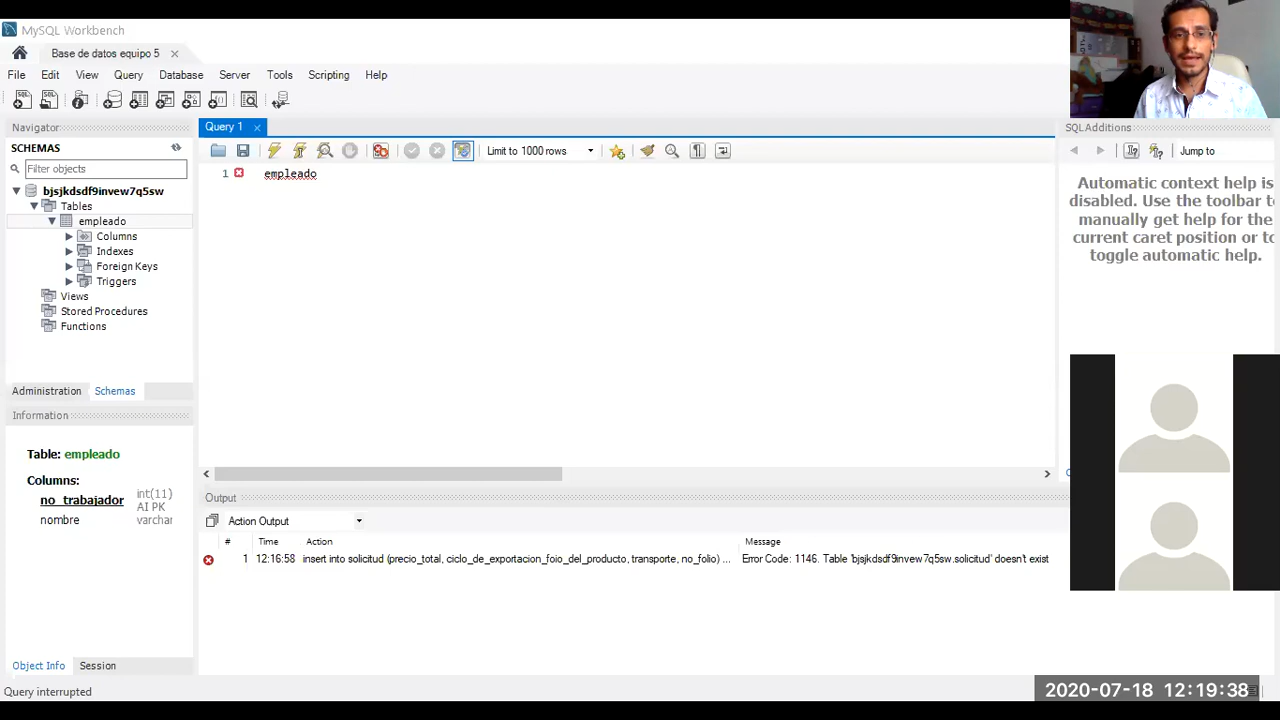 MySQL Workbench
Base de datos equipo 5
File Edit View Query Database Server Tools Scripting Help
Navigator
SCHEMAS
Filter objects
bjsjkdsdf9invew7q5sw
Tables
empleado
Columns
Indexes
Foreign Keys
Triggers
Views
Stored Procedures
Functions
Administration Schemas
Information
Table: empleado
Columns:
no_trabajador int(11)
AI PK
nombre varchar
Object Info Session
Query interrupted
Query 1
Limit to 1000 rows
1 empleado
Output
Action Output
# Time Action Message
1 12:16:58 insert into solicitud (precio_total, ciclo_de_exportacion_foio_del_producto, transporte, no_folio) ... Error Code: 1146. Table 'bjsjkdsdf9invew7q5sw.solicitud' doesn't exist
SQLAdditions
Jump to
Automatic context help is
disabled. Use the toolbar to
manually get help for the
current caret position or to
toggle automatic help.
2020-07-18 12:19:38